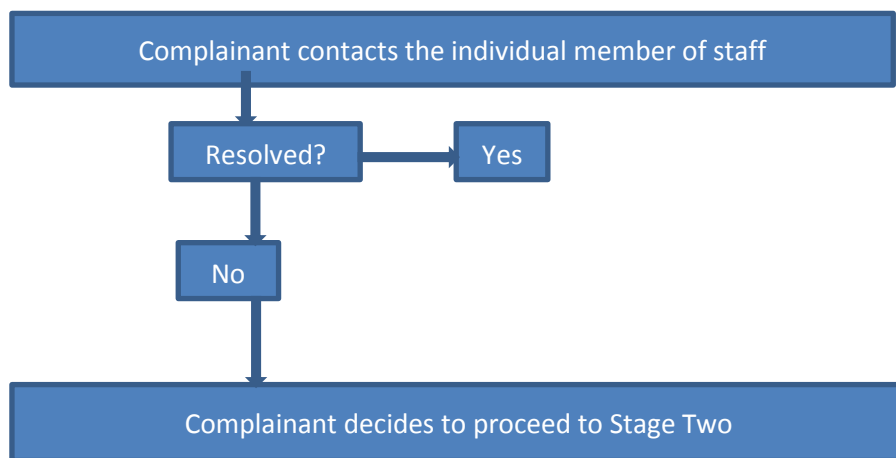 Complainant contacts the individual member of staff
Resolved?
Yes
No
Complainant decides to proceed to Stage Two